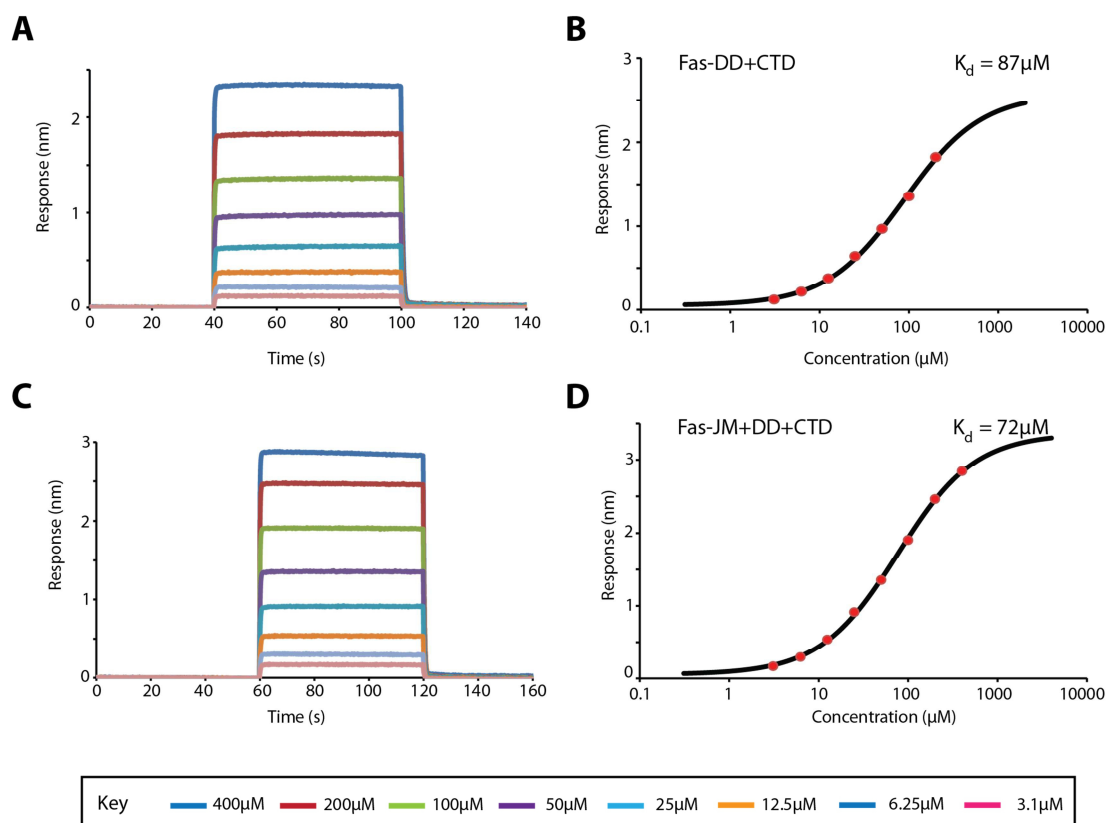 A
Response (nm)
2
1
0
0 20 40 60 80 100 120 140
Time (s)
B
Fas-DD+CTD
Kd = 87μM
Response (nm)
3
2
1
0
0.1 1 10 100 1000 10000
Concentration (μM)
C
Response (nm)
3
2
1
0
0 20 40 60 80 100 120 140 160
Time (s)
D
Fas-JM+DD+CTD
Kd = 72μM
Response (nm)
3
2
1
0
0.1 1 10 100 1000 10000
Concentration (μM)
Key 400μM 200μM 100μM 50μM 25μM 12.5μM 6.25μM 3.1μM